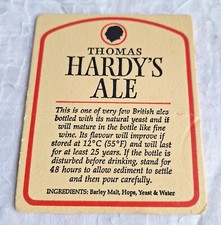 THOMAS
HARDY'S
ALE
This is one of very few British ales
bottled with its natural yeast and it
will mature in the bottle like fine
wine. Its flavour will improve if
stored at 12°C (55°F) and will last
for at least 25 years. If the bottle is
disturbed before drinking, stand for
48 hours to allow sediment to settle
and then pour carefully.
INGREDIENTS: Barley Malt, Hops, Yeast & Water